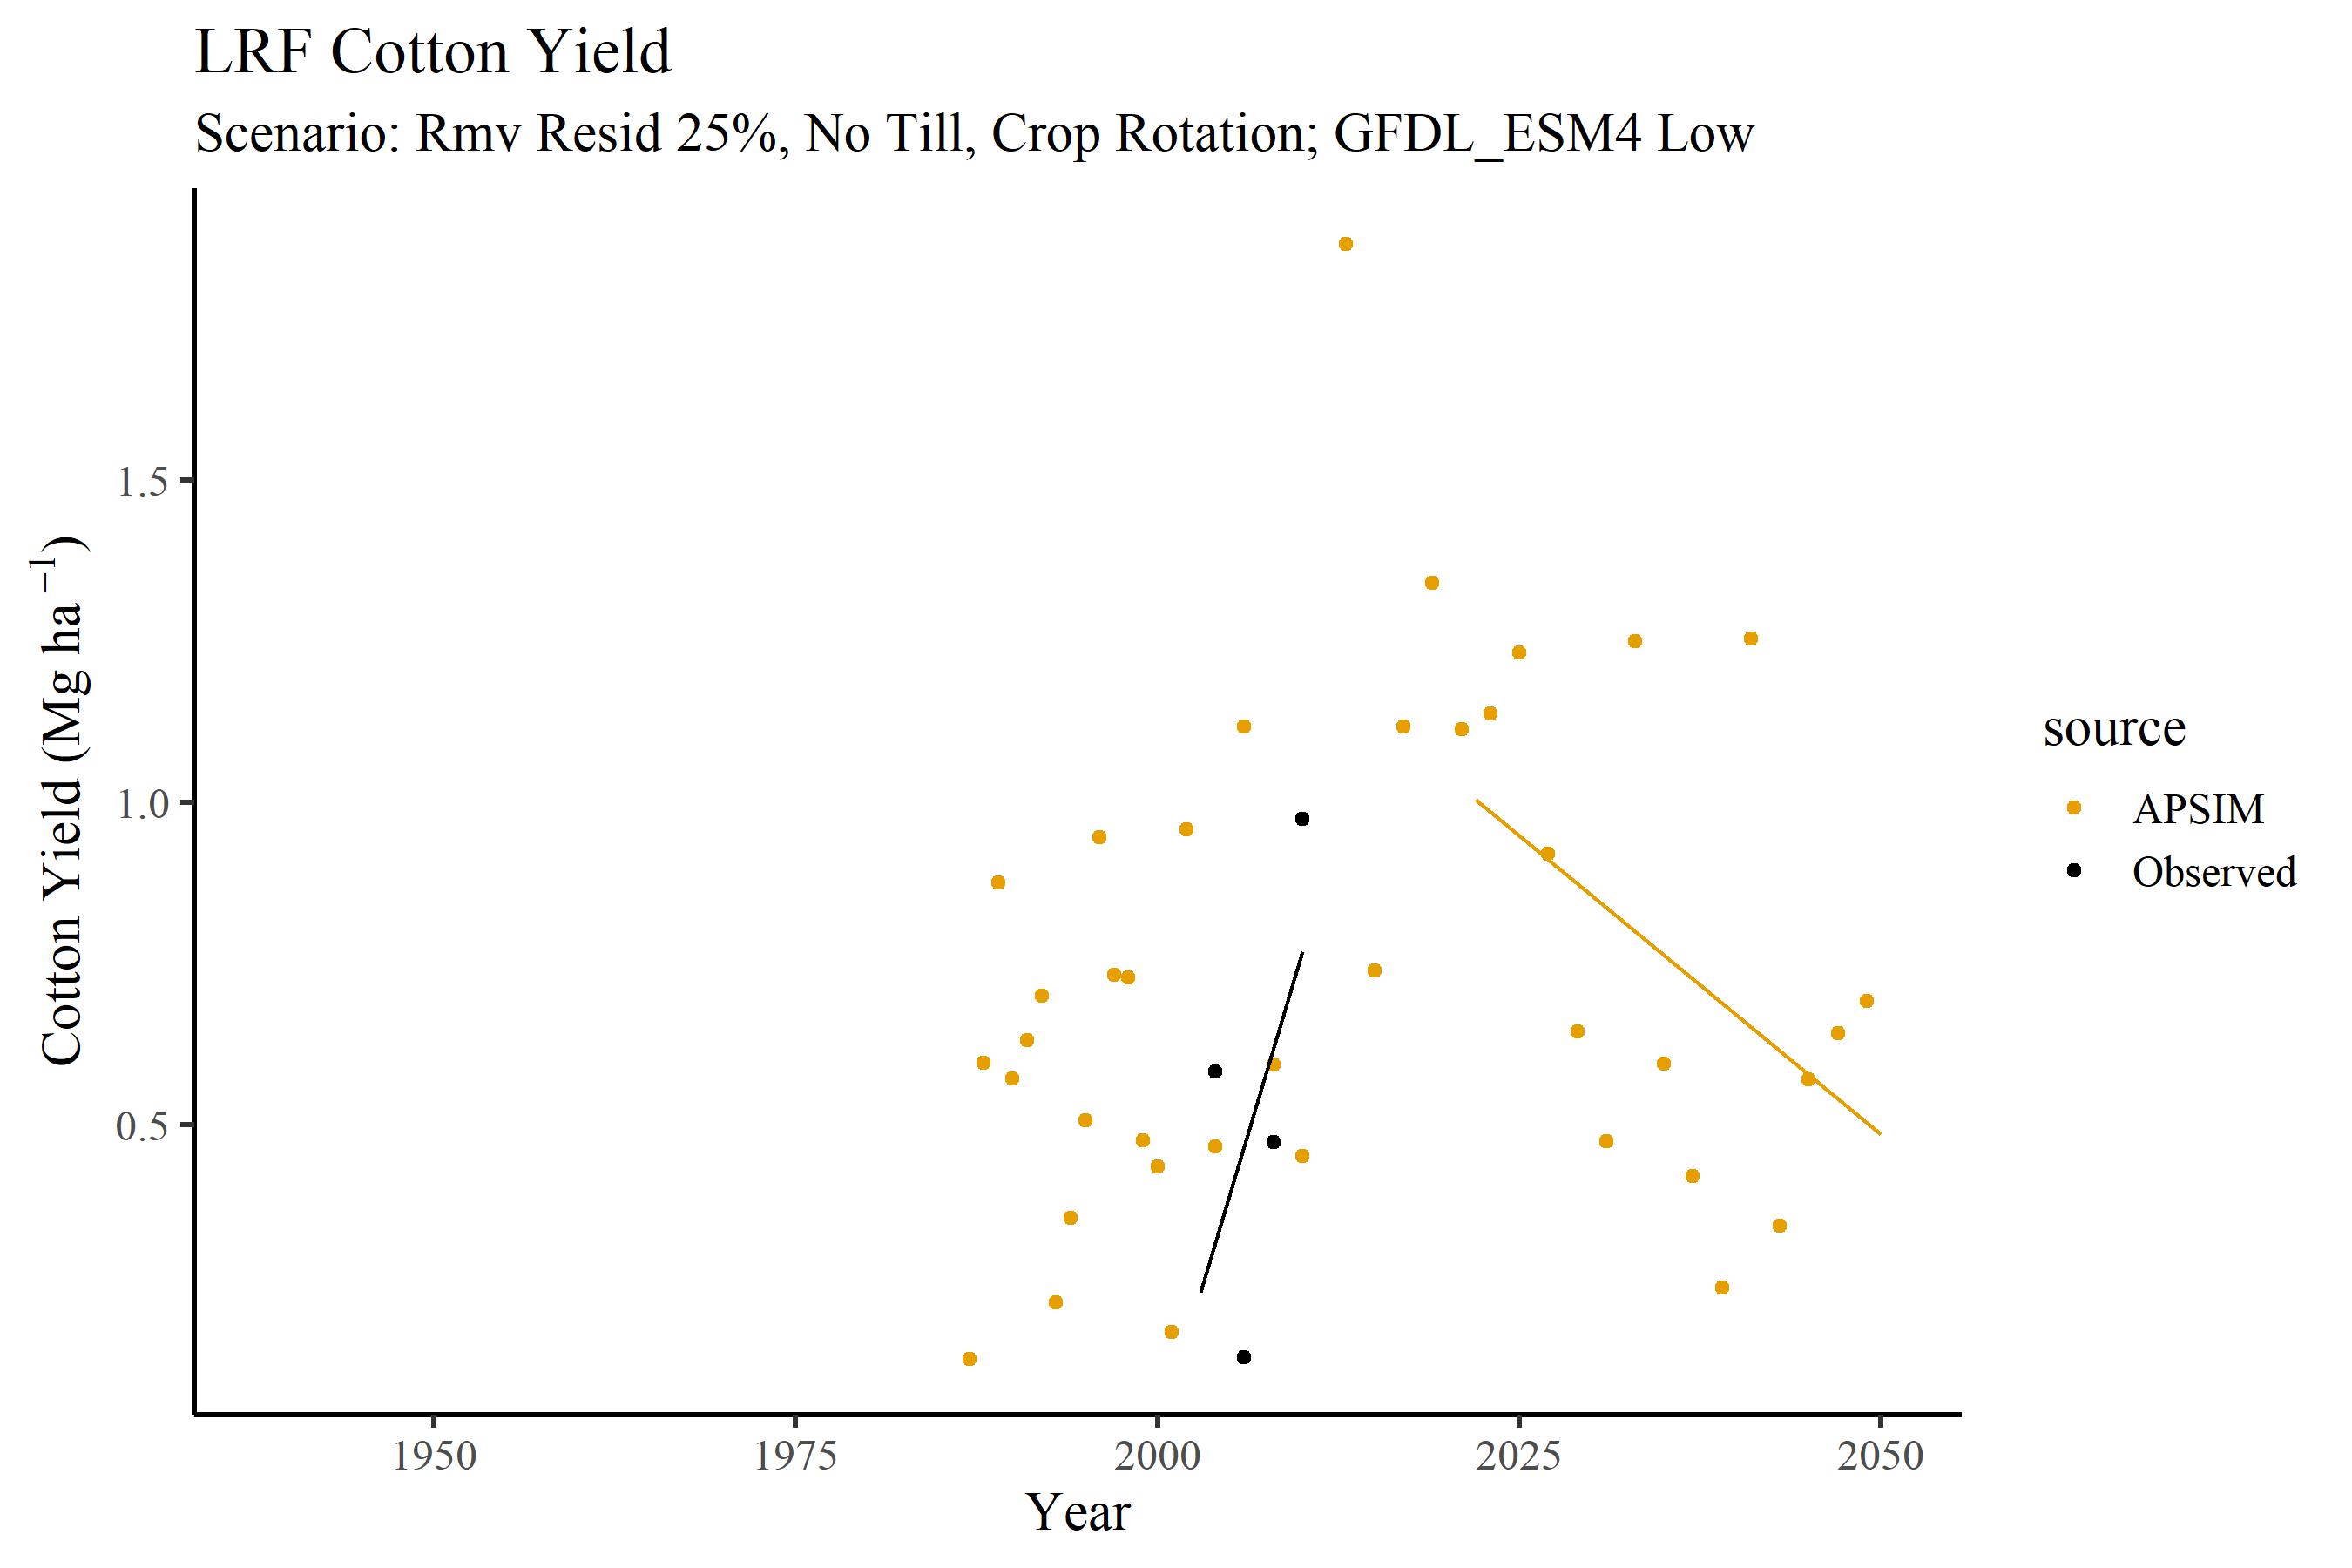 LRF Cotton Yield
Scenario: Rmv Resid 25%, No Till, Crop Rotation; GFDL_ESM4 Low
Cotton Yield (Mg ha⁻¹)
1.5
1.0
0.5
1950
1975
2000
2025
2050
Year
source
APSIM
Observed